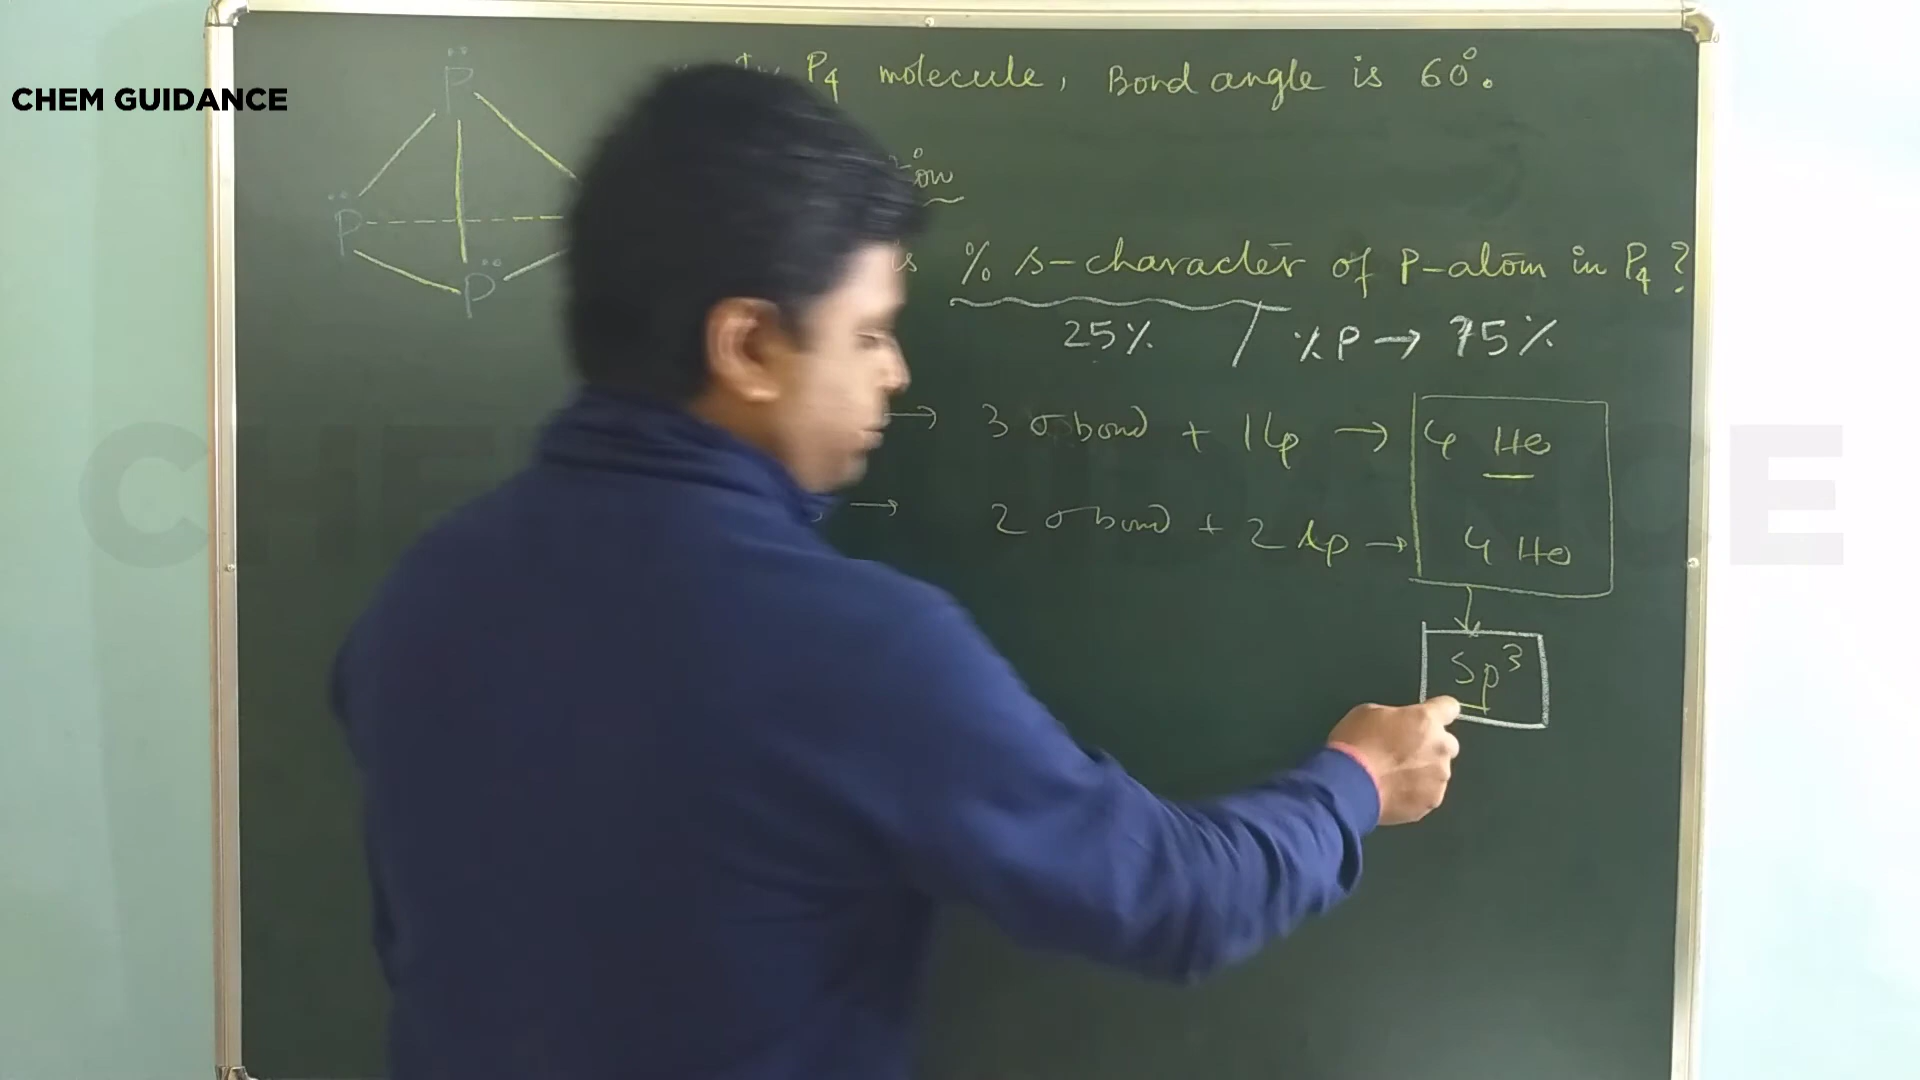 CHEM GUIDANCE
P₄ molecule, Bond angle is 60°.
% s-character of P-atom in P₄?
25% / %P → 75%
→ 3 σ bond + 1 lp → 4 Ho
→ 2 σ bond + 2 lp → 4 Ho
Sp³
P
P
P